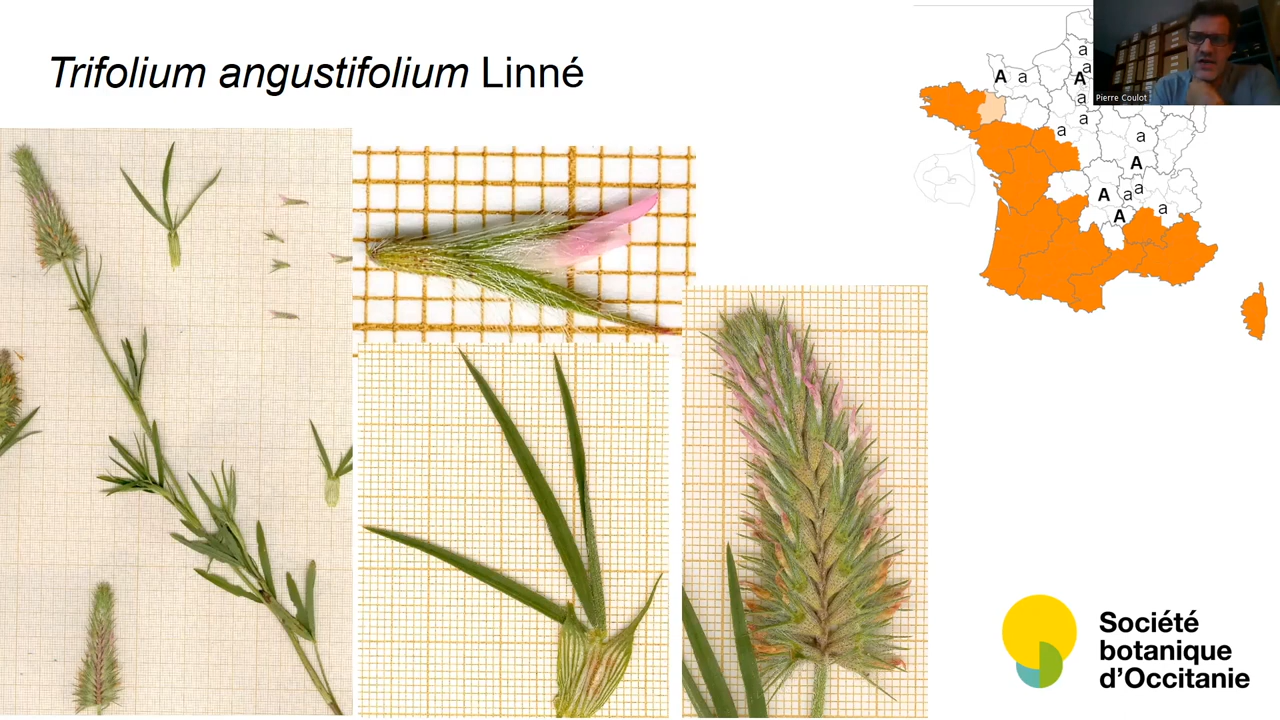 Trifolium angustifolium Linné
Pierre Coulot
A a
a
a
A
a
a
a
a
A
A a a
A
a
Société
botanique
d'Occitanie